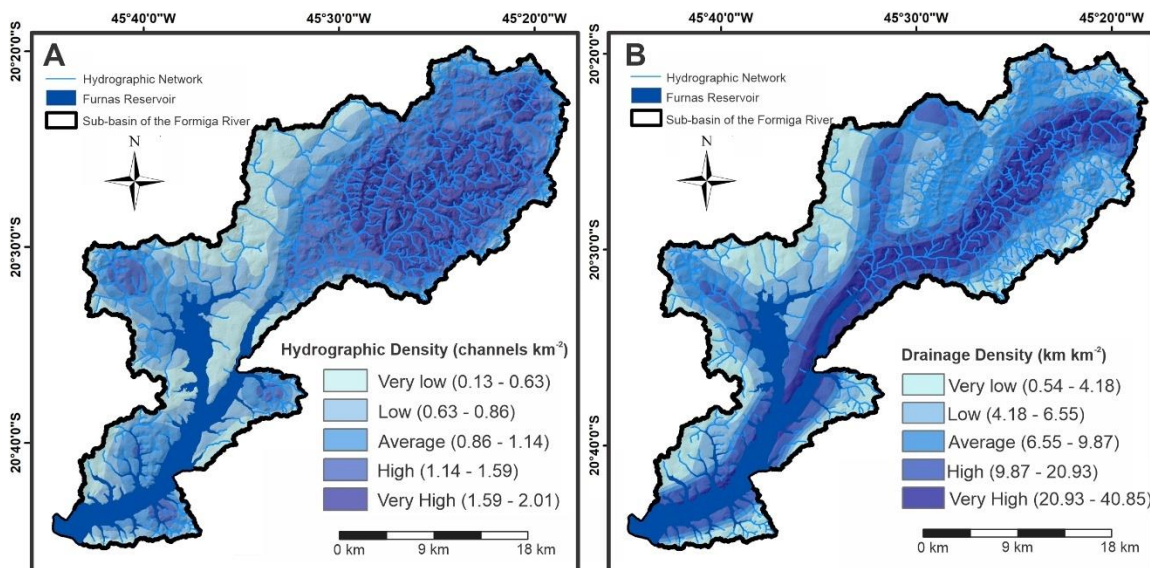 45°40'0"S
45°30'0"S
45°20'0"S
A
20°20'0"S
20°30'0"S
20°40'0"S
Hydrographic Network
Furnas Reservoir
Sub-basin of the Formiga River
N
Hydrographic Density (channels km⁻²)
Very low (0.13 - 0.63)
Low (0.63 - 0.86)
Average (0.86 - 1.14)
High (1.14 - 1.59)
Very High (1.59 - 2.01)
0 km 9 km 18 km
45°40'0"S
45°30'0"S
45°20'0"S
B
20°20'0"S
20°30'0"S
20°40'0"S
Hydrographic Network
Furnas Reservoir
Sub-basin of the Formiga River
N
Drainage Density (km km⁻²)
Very low (0.54 - 4.18)
Low (4.18 - 6.55)
Average (6.55 - 9.87)
High (9.87 - 20.93)
Very High (20.93 - 40.85)
0 km 9 km 18 km